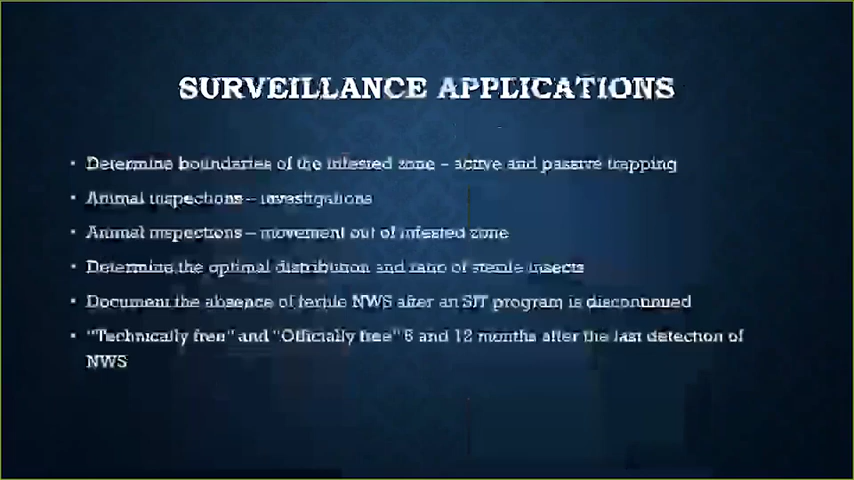 SURVEILLANCE APPLICATIONS
• Determine boundaries of the infested zone – active and passive trapping
• Animal inspections – investigations
• Animal inspections – movement out of infested zone
• Determine the optimal distribution and ratio of sterile insects
• Document the absence of fertile NWS after an SIT program is discontinued
• "Technically free" and "Officially free" 6 and 12 months after the last detection of
NWS